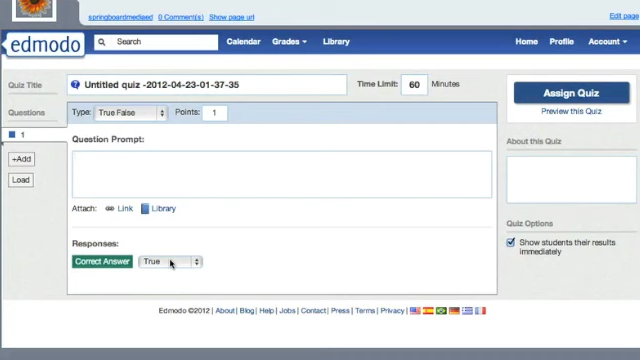 springboardmediaed 0 Comment(s) Show page url Edit page
edmodo Search Calendar Grades Library Home Profile Account
Quiz Title Untitled quiz -2012-04-23-01-37-35 Time Limit: 60 Minutes
Assign Quiz
Preview this Quiz
Questions Type: True False Points: 1
1
Question Prompt:
About this Quiz
+Add
Load
Attach: Link Library
Quiz Options
Show students their results
immediately
Responses:
Correct Answer True
Edmodo ©2012 | About | Blog | Help | Jobs | Contact | Press | Terms | Privacy |